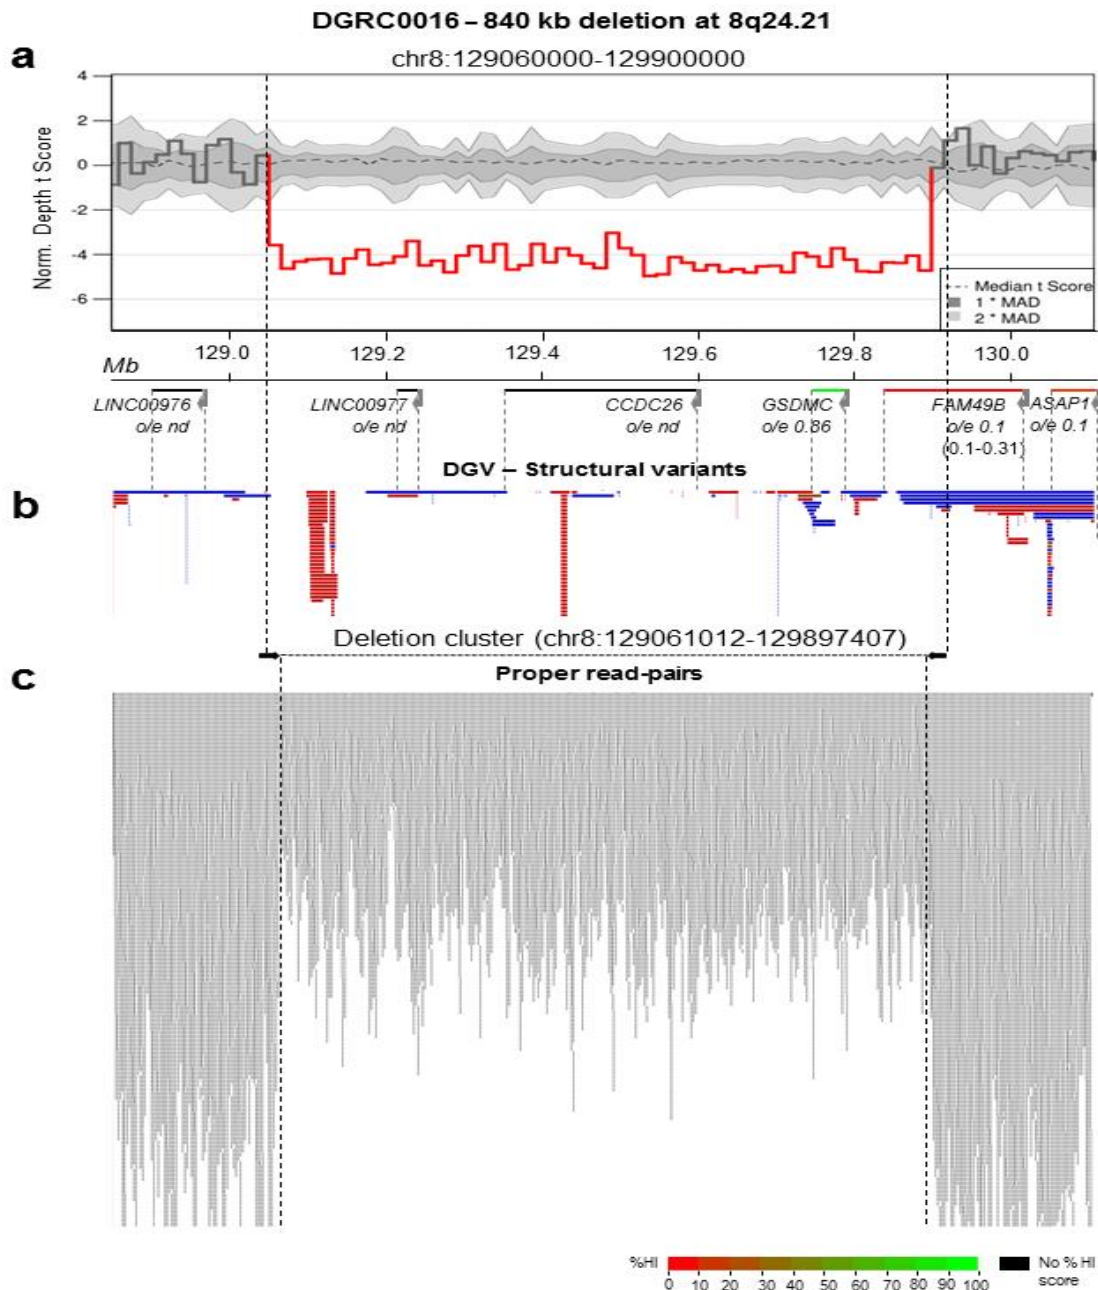 DGRC0016 – 840 kb deletion at 8q24.21
a
chr8:129060000-129900000
Norm. Depth t Score
4
2
0
-2
-4
-6
Median t Score
1 * MAD
2 * MAD
Mb
129.0 129.2 129.4 129.6 129.8 130.0
LINC00976 LINC00977 CCDC26 GSDMC FAM49B ASAP1
o/e nd o/e nd o/e nd o/e 0.86 o/e 0.1 o/e 0.1
(0.1-0.31)
DGV – Structural variants
b
Deletion cluster (chr8:129061012-129897407)
c
Proper read-pairs
%HI
0 10 20 30 40 50 60 70 80 90 100
No % HI
score